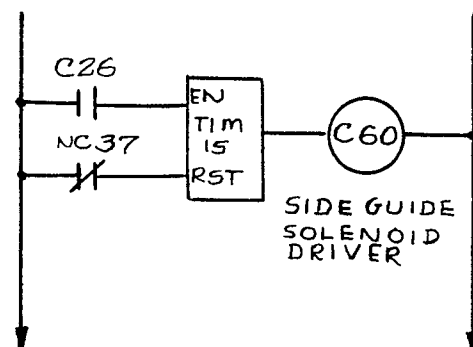 C26
EN
TIM
15
NC37
RST
C60
SIDE GUIDE
SOLENOID
DRIVER